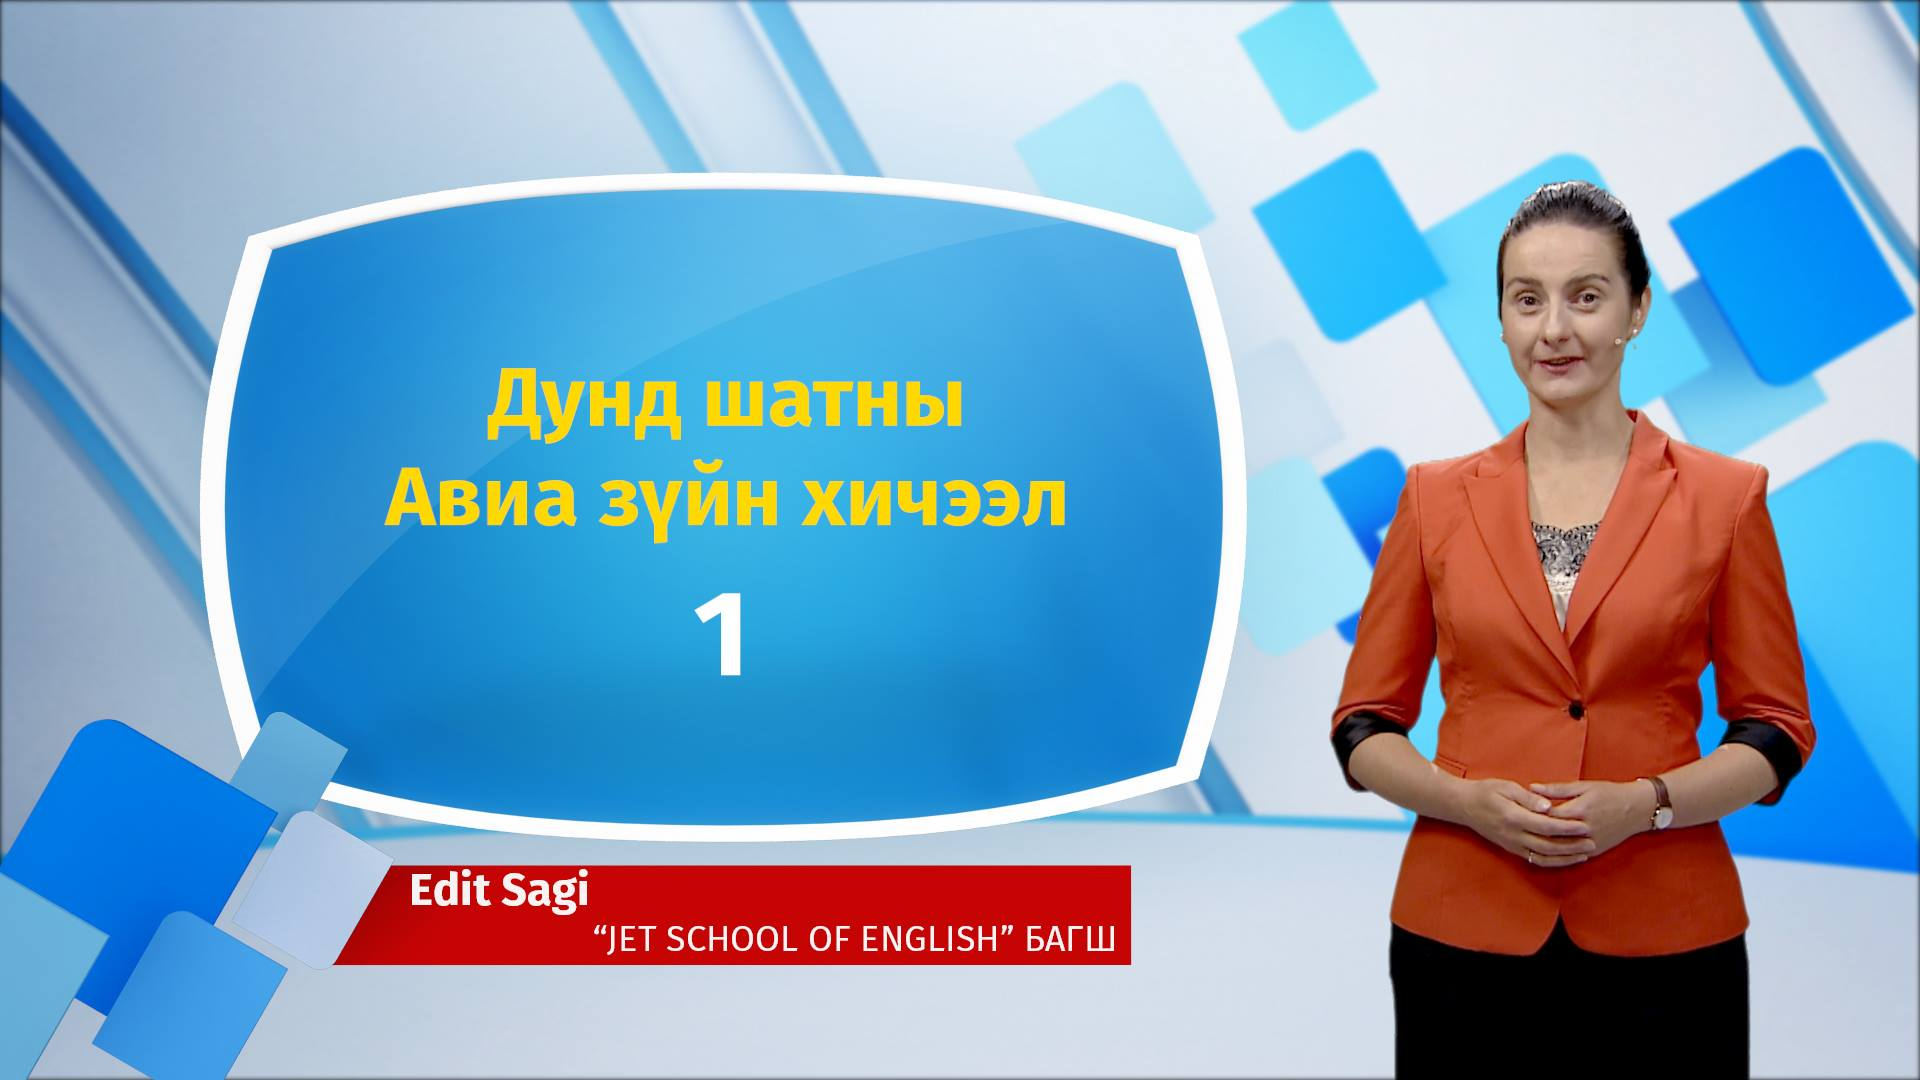 Дунд шатны
Авиа зүйн хичээл
1
Edit Sagi
“JET SCHOOL OF ENGLISH” БАГШ